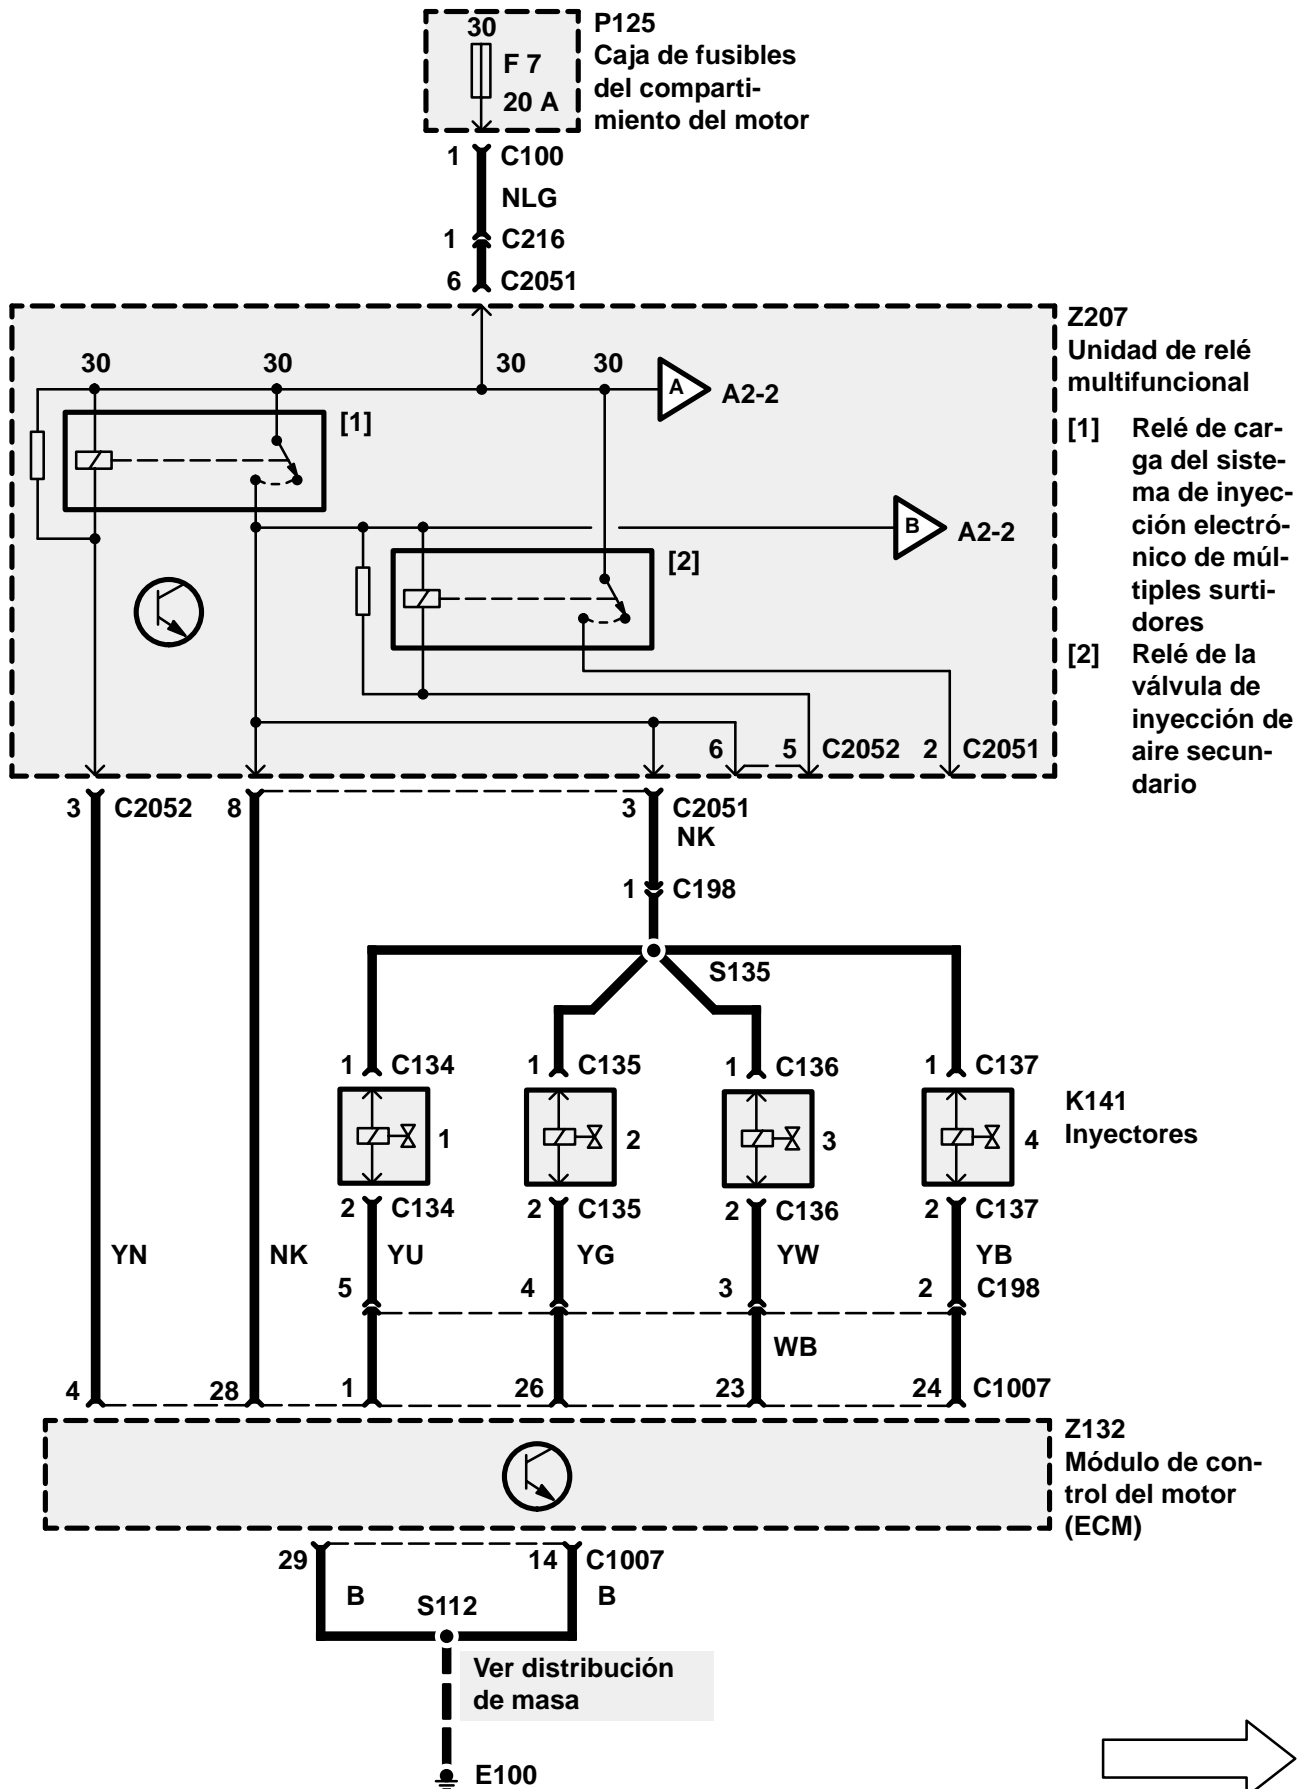 30
F 7
20 A
P125
Caja de fusibles
del comparti-
miento del motor
1 C100
NLG
1 C216
6 C2051
Z207
Unidad de relé
multifuncional
[1] Relé de car-
ga del siste-
ma de inyec-
ción electró-
nico de múl-
tiples surti-
dores
[2] Relé de la
válvula de
inyección de
aire secun-
dario
30 30 30 30
A A2-2
[1]
B A2-2
[2]
6 5 C2052 2 C2051
3 C2052 8 3 C2051
NK
1 C198
S135
1 C134 1 C135 1 C136 1 C137
1 2 3 4
K141
Inyectores
2 C134 2 C135 2 C136 2 C137
YN NK YU YG YW YB
5 4 3 2 C198
WB
4 28 1 26 23 24 C1007
Z132
Módulo de con-
trol del motor
(ECM)
29 14 C1007
B S112 B
Ver distribución
de masa
E100